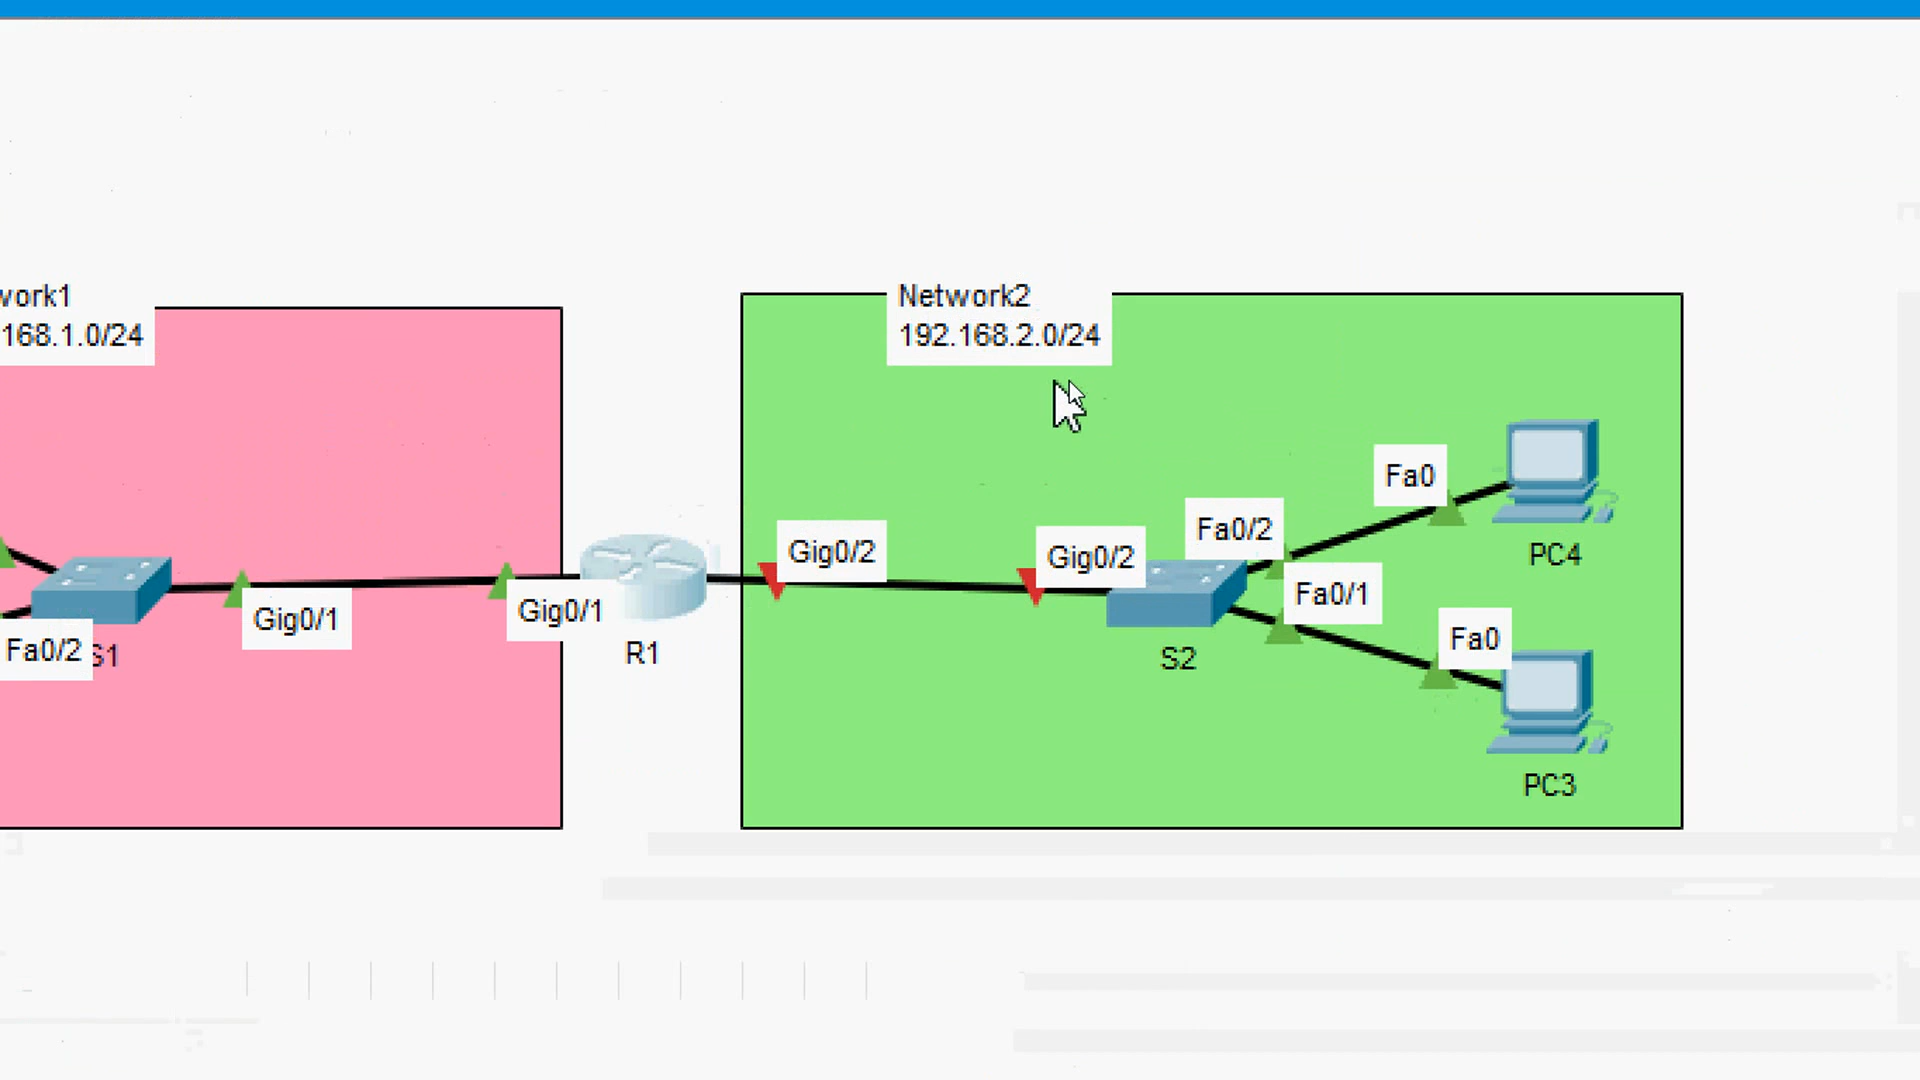 work1
168.1.0/24
Network2
192.168.2.0/24
Fa0
PC4
Fa0/2
Gig0/2
Gig0/2
Fa0/1
Gig0/1
Gig0/1
Fa0
Fa0/2
S1
R1
S2
PC3